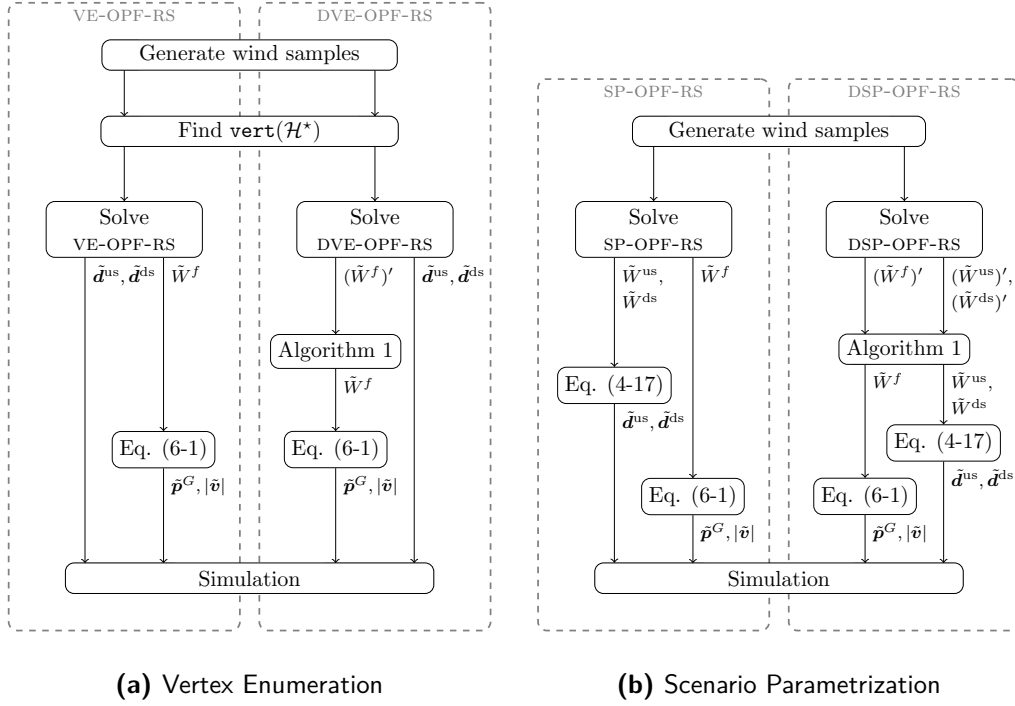 VE-OPF-RS
DVE-OPF-RS
Generate wind samples
Find vert(ℋ⋆)
Solve
VE-OPF-RS
Solve
DVE-OPF-RS
d̃ᵘˢ, d̃ᵈˢ
W̃ᶠ
(W̃ᶠ)′
d̃ᵘˢ, d̃ᵈˢ
Algorithm 1
W̃ᶠ
Eq. (6-1)
Eq. (6-1)
p̃ᴳ, |ṽ|
p̃ᴳ, |ṽ|
Simulation
(a) Vertex Enumeration
SP-OPF-RS
DSP-OPF-RS
Generate wind samples
Solve
SP-OPF-RS
Solve
DSP-OPF-RS
W̃ᵘˢ,
W̃ᵈˢ
W̃ᶠ
(W̃ᶠ)′
(W̃ᵘˢ)′,
(W̃ᵈˢ)′
Algorithm 1
Eq. (4-17)
W̃ᶠ
W̃ᵘˢ,
W̃ᵈˢ
d̃ᵘˢ, d̃ᵈˢ
Eq. (4-17)
d̃ᵘˢ, d̃ᵈˢ
Eq. (6-1)
Eq. (6-1)
p̃ᴳ, |ṽ|
p̃ᴳ, |ṽ|
Simulation
(b) Scenario Parametrization